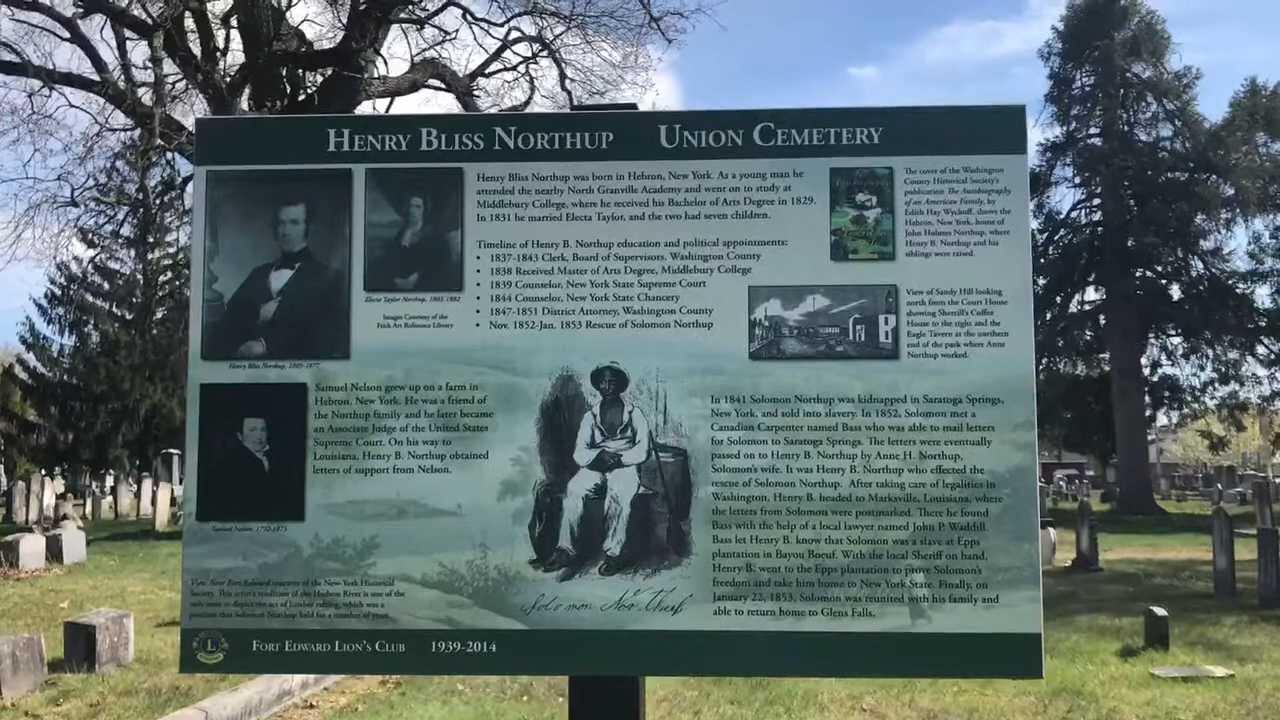 HENRY BLISS NORTHUP UNION CEMETERY
Henry Bliss Northup was born in Hebron, New York. As a young man he
attended the nearby North Granville Academy and went on to study at
Middlebury College, where he received his Bachelor of Arts Degree in 1829.
In 1831 he married Electa Taylor, and the two had seven children.
Timeline of Henry B. Northup education and political appointments:
• 1837-1843 Clerk, Board of Supervisors, Washington County
• 1838 Received Master of Arts Degree, Middlebury College
• 1839 Counselor, New York State Supreme Court
• 1844 Counselor, New York State Chancery
• 1847-1851 District Attorney, Washington County
• Nov. 1852-Jan. 1853 Rescue of Solomon Northup
Electa Taylor Northup, 1803-1882
Images Courtesy of the
Frick Art Reference Library
Henry Bliss Northup, 1805-1877
The cover of the Washington
County Historical Society's
publication The Autobiography
of an American Family, by
Edith Hay Wyckoff, shows the
Hebron, New York, home of
John Holmes Northup, where
Henry B. Northup and his
siblings were raised.
View of Sandy Hill looking
north from the Court House
showing Sherrill's Coffee
House to the right and the
Eagle Tavern at the northern
end of the park where Anne
Northup worked.
Samuel Nelson grew up on a farm in
Hebron, New York. He was a friend of
the Northup family and he later became
an Associate Judge of the United States
Supreme Court. On his way to
Louisiana, Henry B. Northup obtained
letters of support from Nelson.
Samuel Nelson, 1792-1873
In 1841 Solomon Northup was kidnapped in Saratoga Springs,
New York, and sold into slavery. In 1852, Solomon met a
Canadian Carpenter named Bass who was able to mail letters
for Solomon to Saratoga Springs. The letters were eventually
passed on to Henry B. Northup by Anne H. Northup,
Solomon's wife. It was Henry B. Northup who effected the
rescue of Solomon Northup. After taking care of legalities in
Washington, Henry B. headed to Marksville, Louisiana, where
the letters from Solomon were postmarked. There he found
Bass with the help of a local lawyer named John P. Waddill.
Bass let Henry B. know that Solomon was a slave at Epps
plantation in Bayou Boeuf. With the local Sheriff on hand,
Henry B. went to the Epps plantation to prove Solomon's
freedom and take him home to New York State. Finally, on
January 22, 1853, Solomon was reunited with his family and
able to return home to Glens Falls.
View Near Fort Edward courtesy of the New-York Historical
Society. This artist's rendition of the Hudson River is one of the
only ones to depict the act of lumber rafting, which was a
position that Solomon Northup held for a number of years.
Solomon Northup
L
FORT EDWARD LION'S CLUB 1939-2014